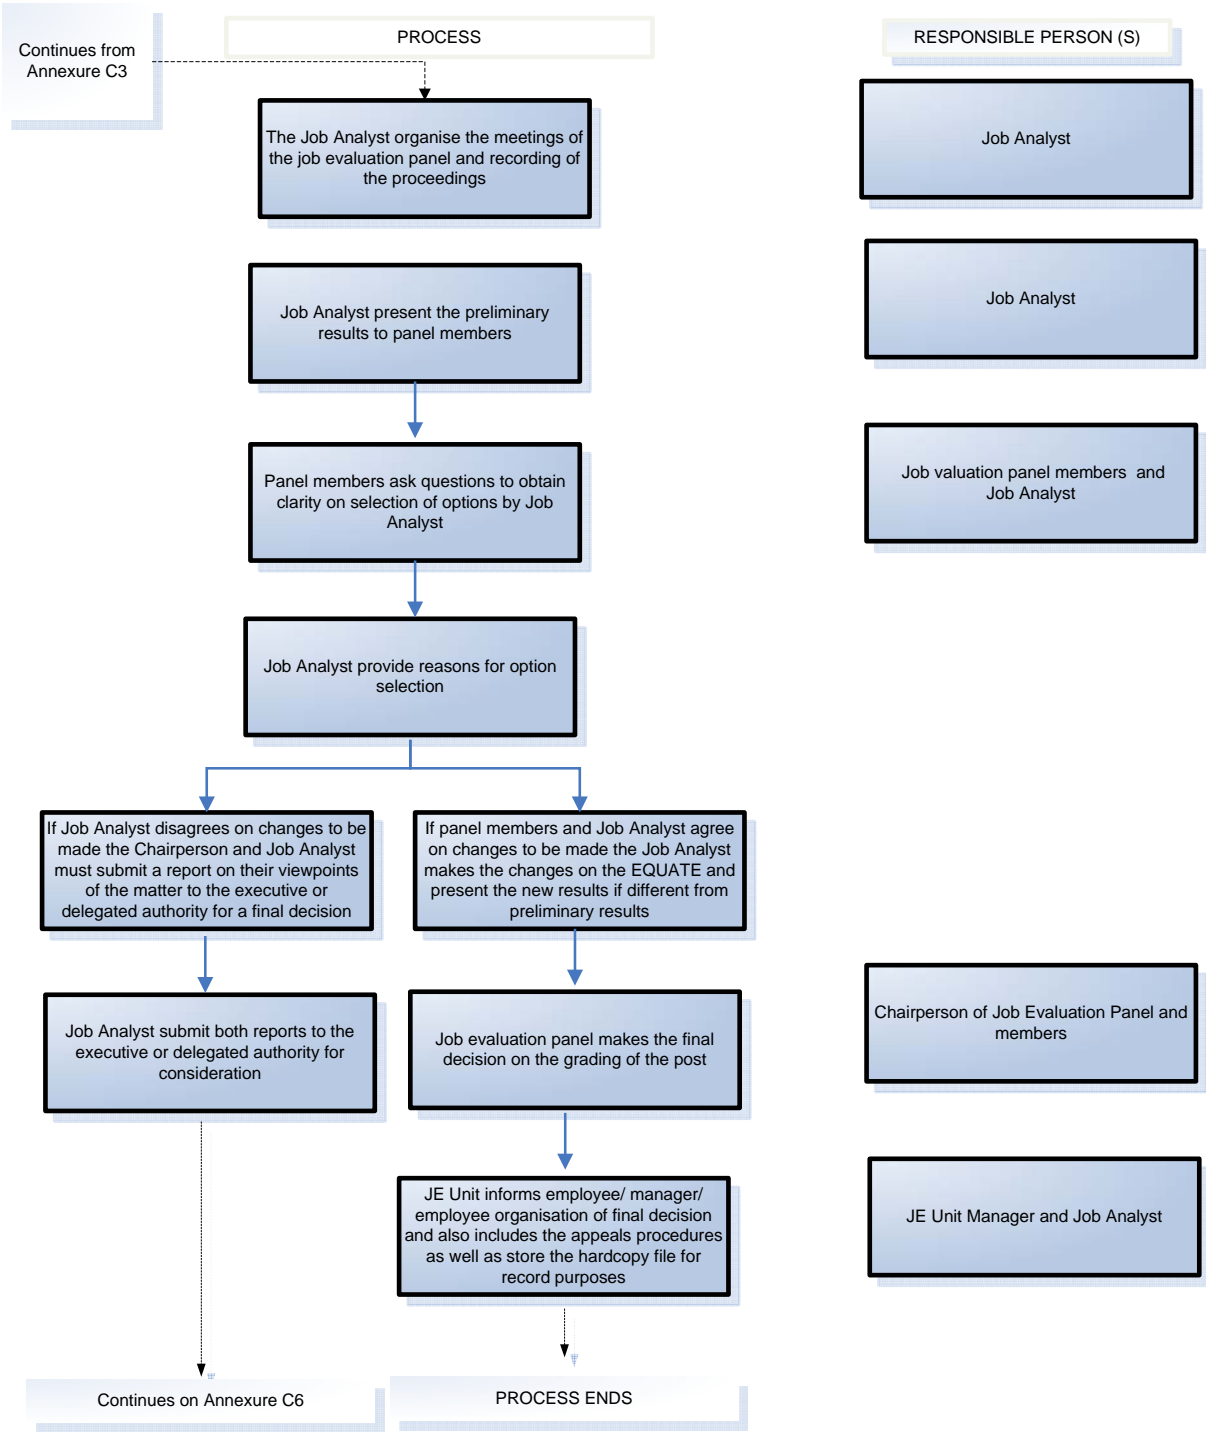 Continues from
Annexure C3
PROCESS
RESPONSIBLE PERSON (S)
The Job Analyst organise the meetings of
the job evaluation panel and recording of
the proceedings
Job Analyst
Job Analyst present the preliminary
results to panel members
Job Analyst
Panel members ask questions to obtain
clarity on selection of options by Job
Analyst
Job valuation panel members and
Job Analyst
Job Analyst provide reasons for option
selection
If Job Analyst disagrees on changes to be
made the Chairperson and Job Analyst
must submit a report on their viewpoints
of the matter to the executive or
delegated authority for a final decision
If panel members and Job Analyst agree
on changes to be made the Job Analyst
makes the changes on the EQUATE and
present the new results if different from
preliminary results
Job Analyst submit both reports to the
executive or delegated authority for
consideration
Job evaluation panel makes the final
decision on the grading of the post
Chairperson of Job Evaluation Panel and
members
JE Unit informs employee/ manager/
employee organisation of final decision
and also includes the appeals procedures
as well as store the hardcopy file for
record purposes
JE Unit Manager and Job Analyst
Continues on Annexure C6
PROCESS ENDS